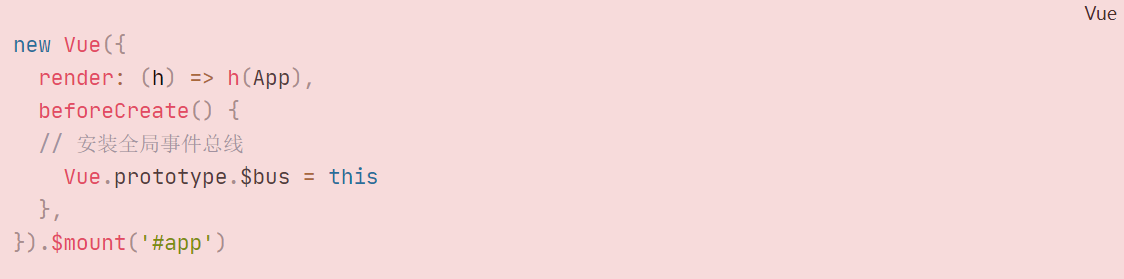 Vue
new Vue({
  render: (h) => h(App),
  beforeCreate() {
  // 安装全局事件总线
    Vue.prototype.$bus = this
  },
}).$mount('#app')